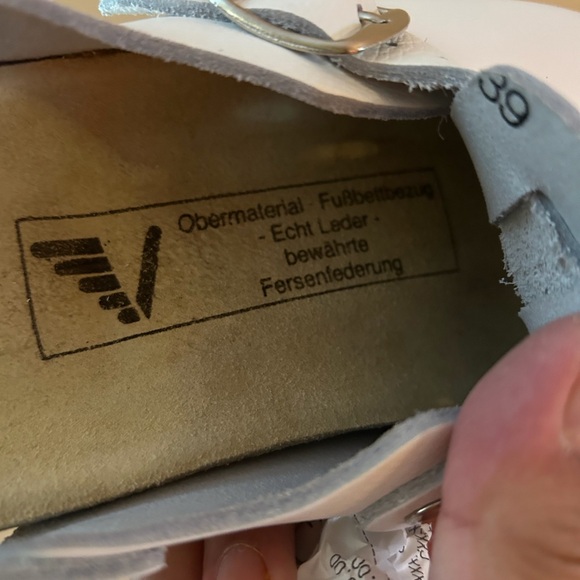 39
Obermaterial - Fußbettbezug
- Echt Leder -
bewährte
Fersenfederung